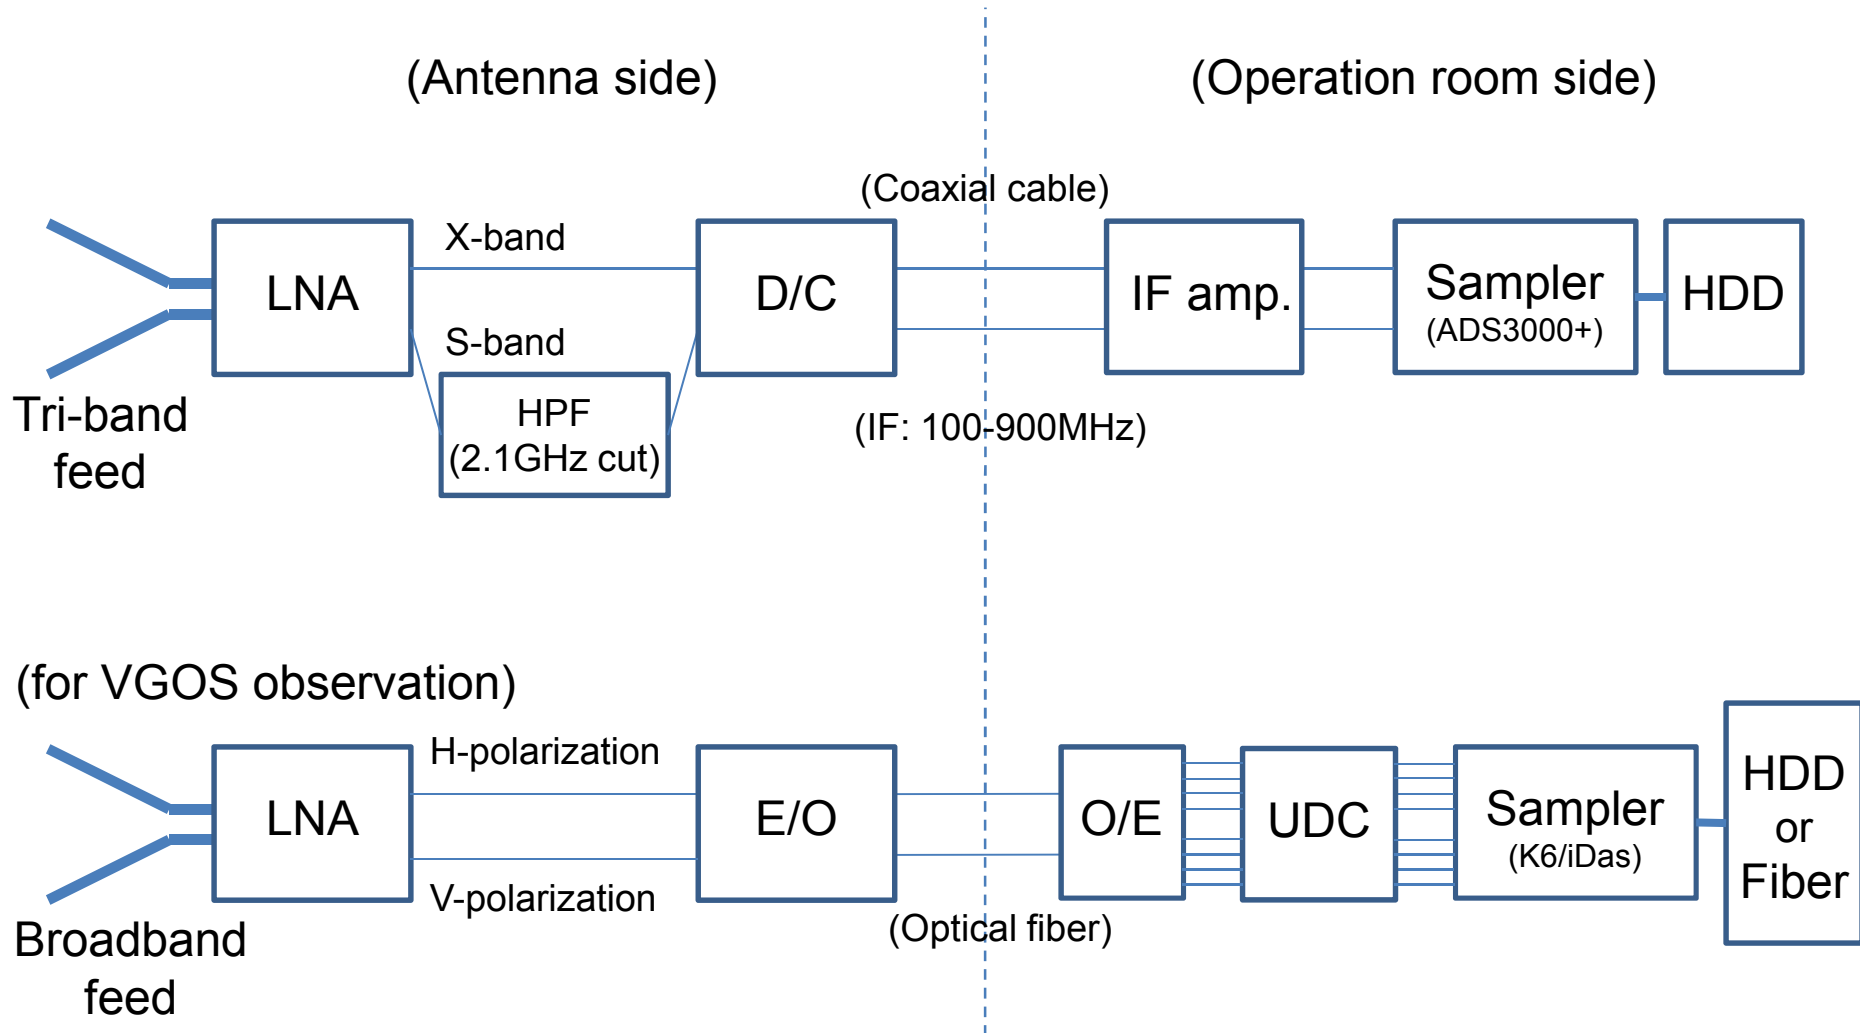 (Antenna side)
(Operation room side)
(Coaxial cable)
X-band
LNA
D/C
IF amp.
Sampler
(ADS3000+)
HDD
S-band
HPF
(2.1GHz cut)
(IF: 100-900MHz)
Tri-band
feed
(for VGOS observation)
H-polarization
LNA
E/O
O/E
UDC
Sampler
(K6/iDas)
HDD
or
Fiber
V-polarization
(Optical fiber)
Broadband
feed